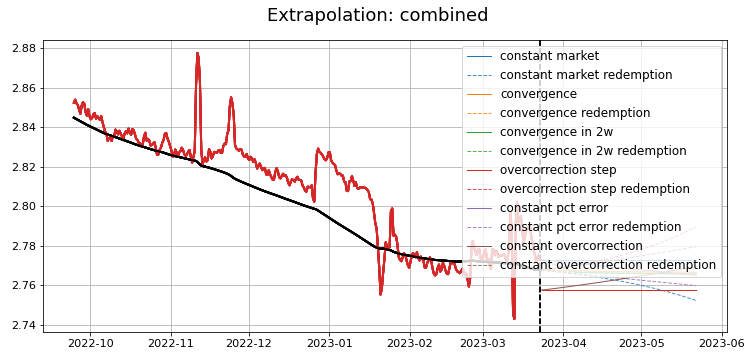 Extrapolation: combined
2.88
2.86
2.84
2.82
2.80
2.78
2.76
2.74
constant market
constant market redemption
convergence
convergence redemption
convergence in 2w
convergence in 2w redemption
overcorrection step
overcorrection step redemption
constant pct error
constant pct error redemption
constant overcorrection
constant overcorrection redemption
2022-10 2022-11 2022-12 2023-01 2023-02 2023-03 2023-04 2023-05 2023-06